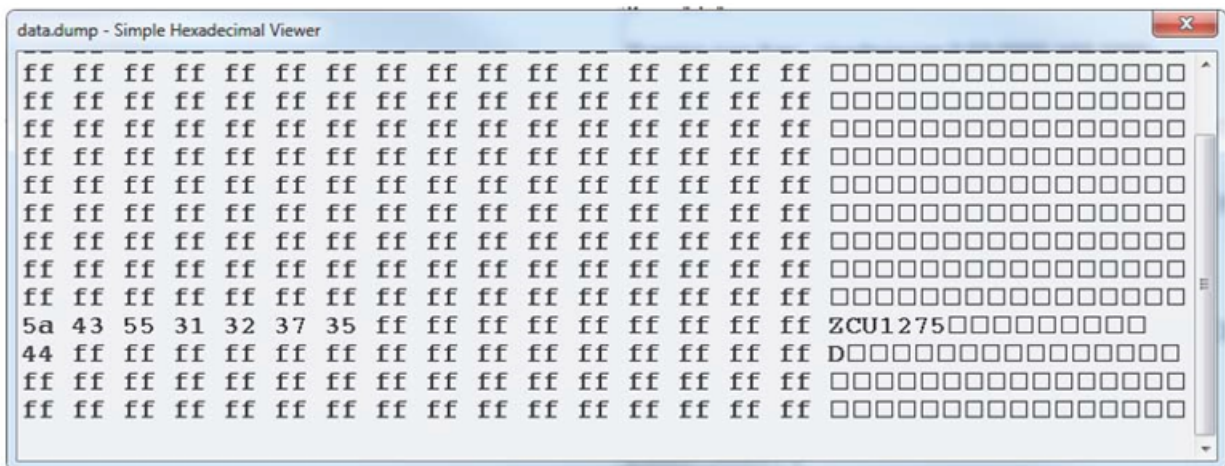 data.dump - Simple Hexadecimal Viewer
ff ff ff ff ff ff ff ff ff ff ff ff ff ff ff ff □□□□□□□□□□□□□□□□
ff ff ff ff ff ff ff ff ff ff ff ff ff ff ff ff □□□□□□□□□□□□□□□□
ff ff ff ff ff ff ff ff ff ff ff ff ff ff ff ff □□□□□□□□□□□□□□□□
ff ff ff ff ff ff ff ff ff ff ff ff ff ff ff ff □□□□□□□□□□□□□□□□
ff ff ff ff ff ff ff ff ff ff ff ff ff ff ff ff □□□□□□□□□□□□□□□□
ff ff ff ff ff ff ff ff ff ff ff ff ff ff ff ff □□□□□□□□□□□□□□□□
ff ff ff ff ff ff ff ff ff ff ff ff ff ff ff ff □□□□□□□□□□□□□□□□
ff ff ff ff ff ff ff ff ff ff ff ff ff ff ff ff □□□□□□□□□□□□□□□□
ff ff ff ff ff ff ff ff ff ff ff ff ff ff ff ff □□□□□□□□□□□□□□□□
5a 43 55 31 32 37 35 ff ff ff ff ff ff ff ff ff ZCU1275□□□□□□□□□
44 ff ff ff ff ff ff ff ff ff ff ff ff ff ff ff D□□□□□□□□□□□□□□□
ff ff ff ff ff ff ff ff ff ff ff ff ff ff ff ff □□□□□□□□□□□□□□□□
ff ff ff ff ff ff ff ff ff ff ff ff ff ff ff ff □□□□□□□□□□□□□□□□